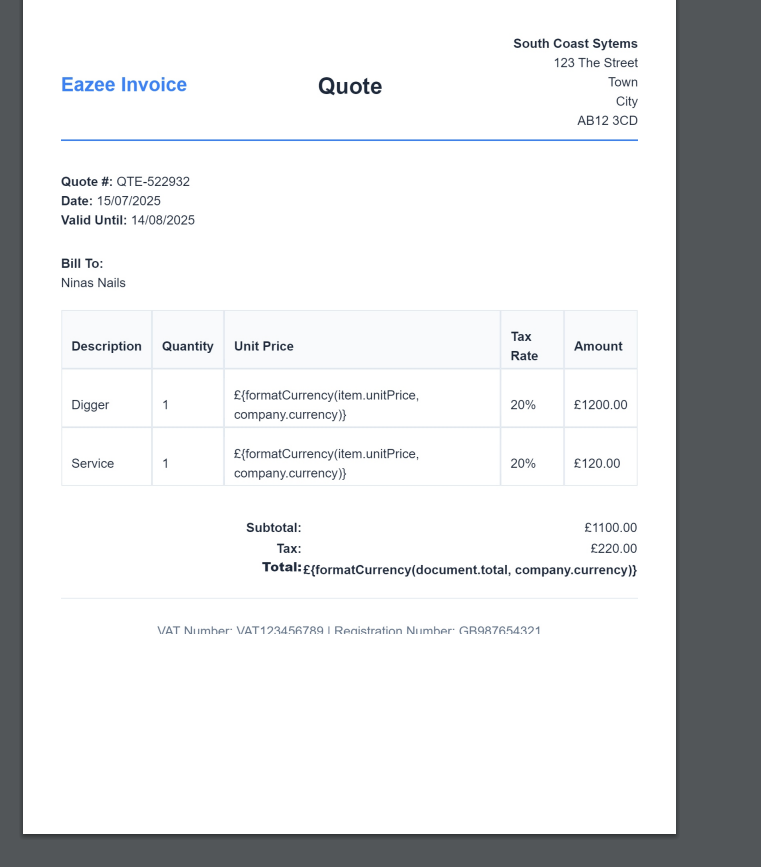 South Coast Sytems
123 The Street
Town
City
AB12 3CD
Eazee Invoice
Quote
Quote #: QTE-522932
Date: 15/07/2025
Valid Until: 14/08/2025
Bill To:
Ninas Nails
Description Quantity Unit Price Tax Rate Amount
Digger 1 £{formatCurrency(item.unitPrice, company.currency)} 20% £1200.00
Service 1 £{formatCurrency(item.unitPrice, company.currency)} 20% £120.00
Subtotal: £1100.00
Tax: £220.00
Total: £{formatCurrency(document.total, company.currency)}
VAT Number: VAT123456789 | Registration Number: GB987654321